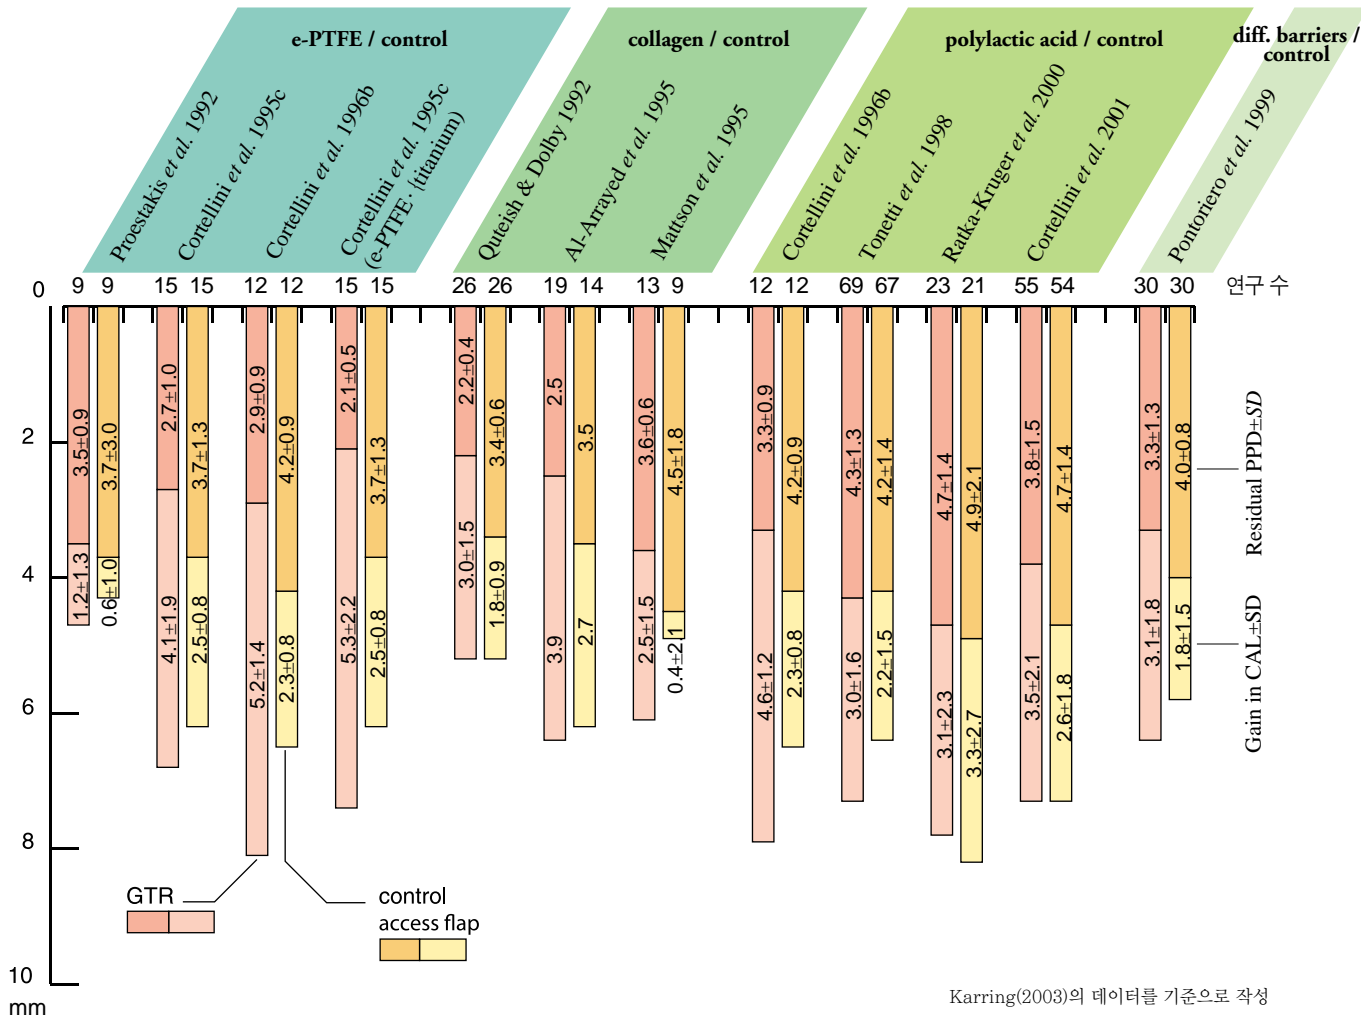 e-PTFE / control
collagen / control
polylactic acid / control
diff. barriers /
control
Proestakis et al. 1992
Cortellini et al. 1995c
Cortellini et al. 1996b
Cortellini et al. 1995c
(e-PTFE · {titanium)
Quteish & Dolby 1992
Al-Arrayed et al. 1995
Mattson et al. 1995
Cortellini et al. 1996b
Tonetti et al. 1998
Ratka-Kruger et al. 2000
Cortellini et al. 2001
Pontoriero et al. 1999
0 9 9 15 15 12 12 15 15 26 26 19 14 13 9 12 12 69 67 23 21 55 54 30 30 연구 수
3.5±0.9
1.2±1.3
3.7±3.0
0.6±1.0
2.7±1.0
4.1±1.9
3.7±1.3
2.5±0.8
2.9±0.9
5.2±1.4
4.2±0.9
2.3±0.8
2.1±0.5
5.3±2.2
3.7±1.3
2.5±0.8
2.2±0.4
3.0±1.5
3.4±0.6
1.8±0.9
2.5
3.9
3.5
2.7
3.6±0.6
2.5±1.5
4.5±1.8
0.4±2.1
3.3±0.9
4.6±1.2
4.2±0.9
2.3±0.8
4.3±1.3
3.0±1.6
4.2±1.4
2.2±1.5
4.7±1.4
3.1±2.3
4.9±2.1
3.3±2.7
3.8±1.5
3.5±2.1
4.7±1.4
2.6±1.8
3.3±1.3
3.1±1.8
4.0±0.8
1.8±1.5
Residual PPD±SD
Gain in CAL±SD
2
4
6
8
10
mm
GTR
control
access flap
Karring(2003)의 데이터를 기준으로 작성